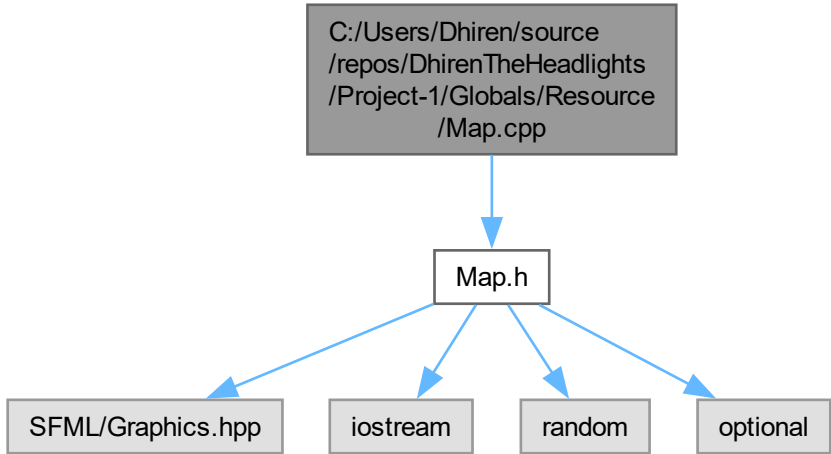 C:/Users/Dhiren/source
/repos/DhirenTheHeadlights
/Project-1/Globals/Resource
/Map.cpp
Map.h
SFML/Graphics.hpp
iostream
random
optional